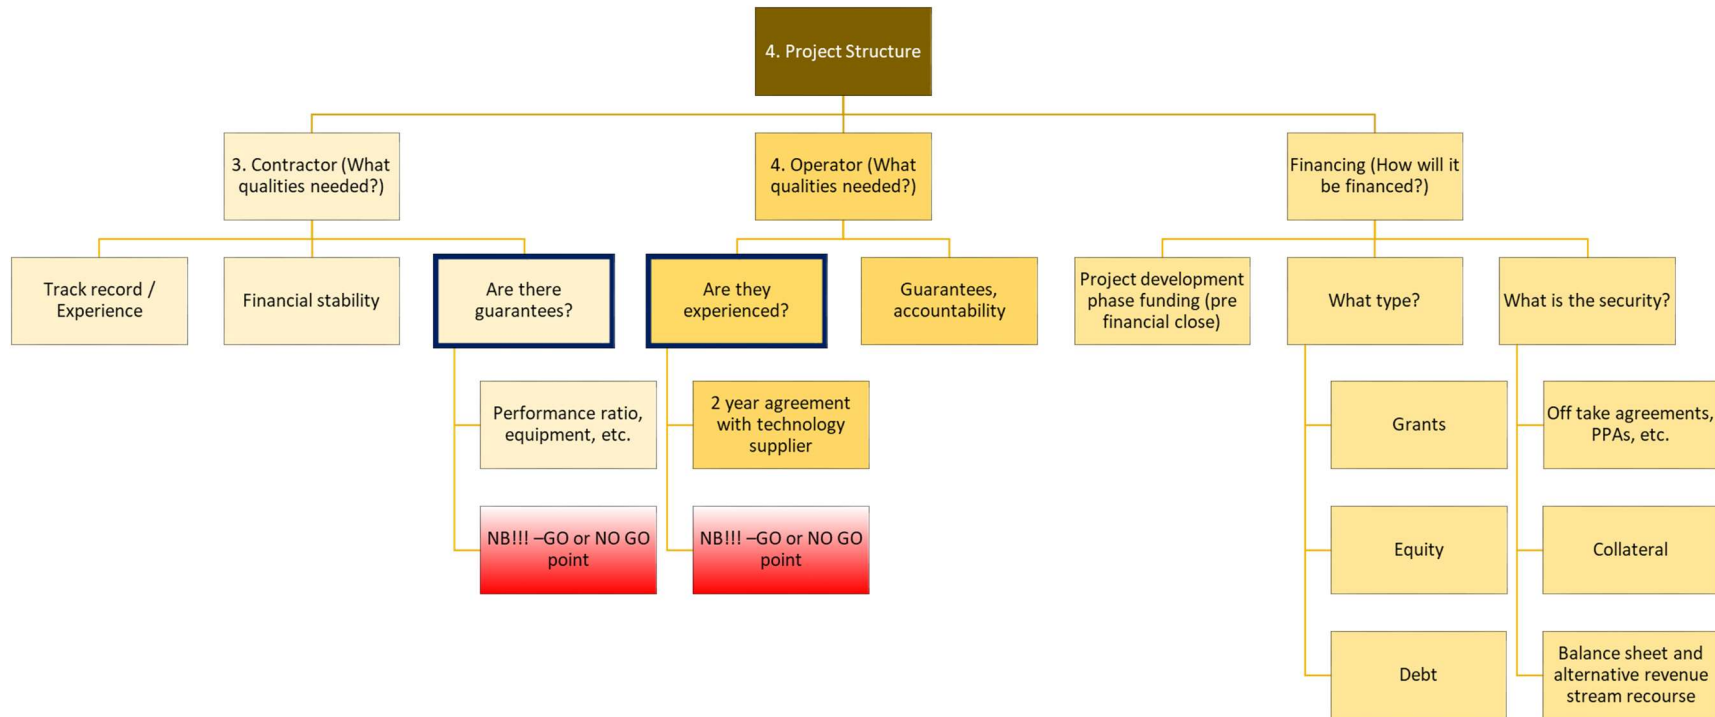 4. Project Structure
3. Contractor (What
qualities needed?)
4. Operator (What
qualities needed?)
Financing (How will it
be financed?)
Track record /
Experience
Financial stability
Are there
guarantees?
Are they
experienced?
Guarantees,
accountability
Project development
phase funding (pre
financial close)
What type?
What is the security?
Performance ratio,
equipment, etc.
2 year agreement
with technology
supplier
Grants
Off take agreements,
PPAs, etc.
NB!!! –GO or NO GO
point
NB!!! –GO or NO GO
point
Equity
Collateral
Debt
Balance sheet and
alternative revenue
stream recourse